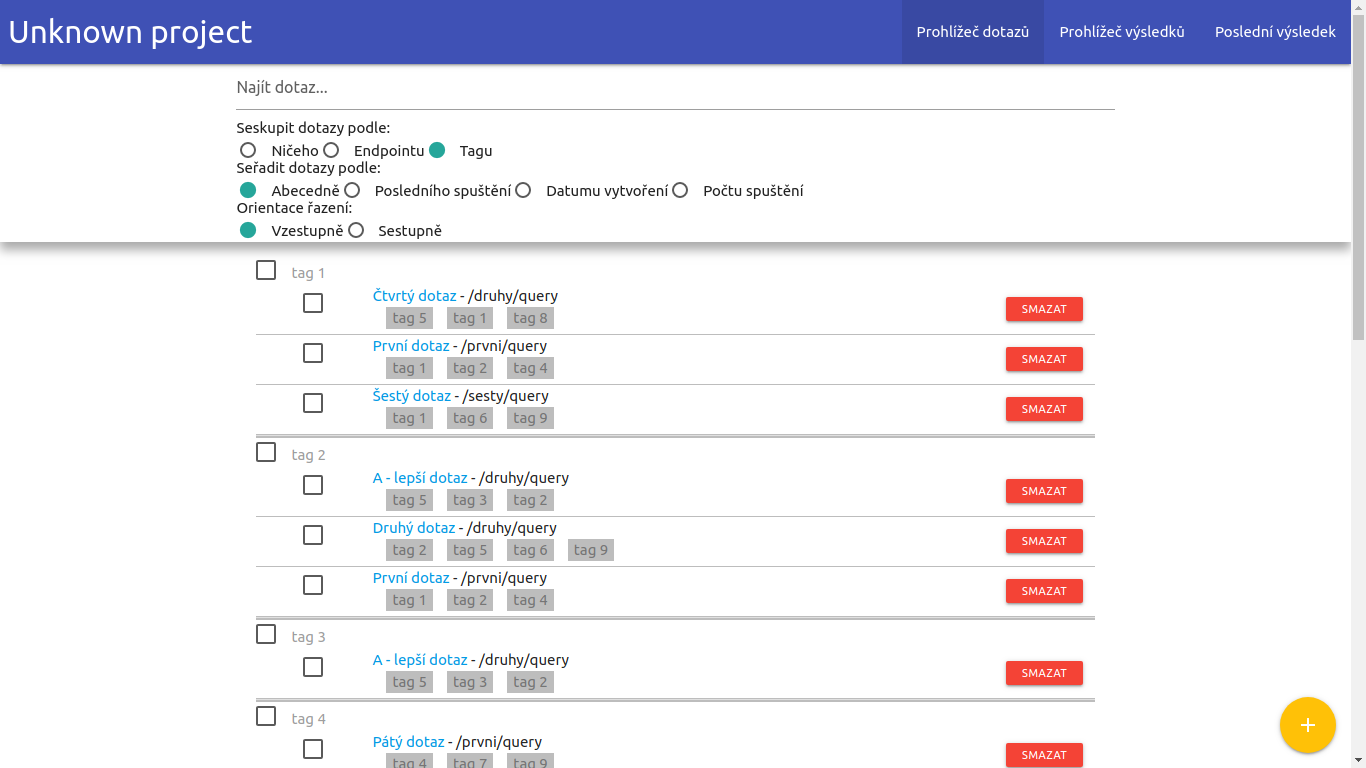 Unknown project Prohlížeč dotazů Prohlížeč výsledků Poslední výsledek
Najít dotaz...
Seskupit dotazy podle:
Ničeho Endpointu Tagu
Seřadit dotazy podle:
Abecedně Posledního spuštění Datumu vytvoření Počtu spuštění
Orientace řazení:
Vzestupně Sestupně
tag 1
Čtvrtý dotaz - /druhy/query
SMAZAT
tag 5 tag 1 tag 8
První dotaz - /prvni/query
SMAZAT
tag 1 tag 2 tag 4
Šestý dotaz - /sesty/query
SMAZAT
tag 1 tag 6 tag 9
tag 2
A - lepší dotaz - /druhy/query
SMAZAT
tag 5 tag 3 tag 2
Druhý dotaz - /druhy/query
SMAZAT
tag 2 tag 5 tag 6 tag 9
První dotaz - /prvni/query
SMAZAT
tag 1 tag 2 tag 4
tag 3
A - lepší dotaz - /druhy/query
SMAZAT
tag 5 tag 3 tag 2
tag 4
Pátý dotaz - /prvni/query
SMAZAT
tag 4 tag 7 tag 9